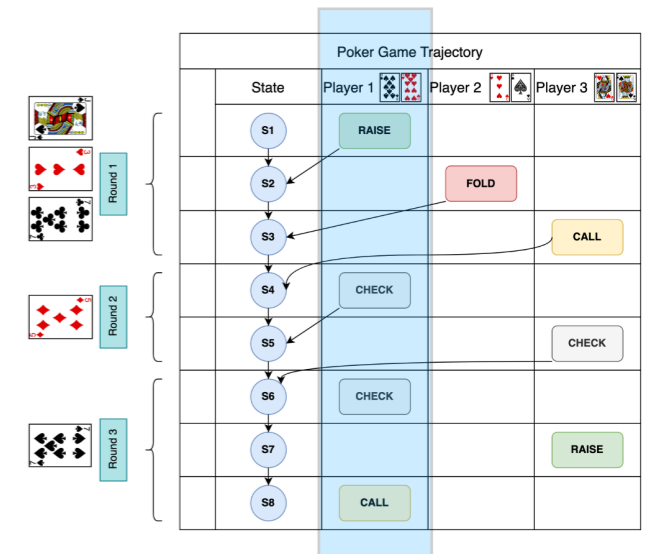 Poker Game Trajectory
State Player 1 Player 2 Player 3
Round 1
S1 RAISE
S2 FOLD
S3 CALL
Round 2
S4 CHECK
S5 CHECK
Round 3
S6 CHECK
S7 RAISE
S8 CALL